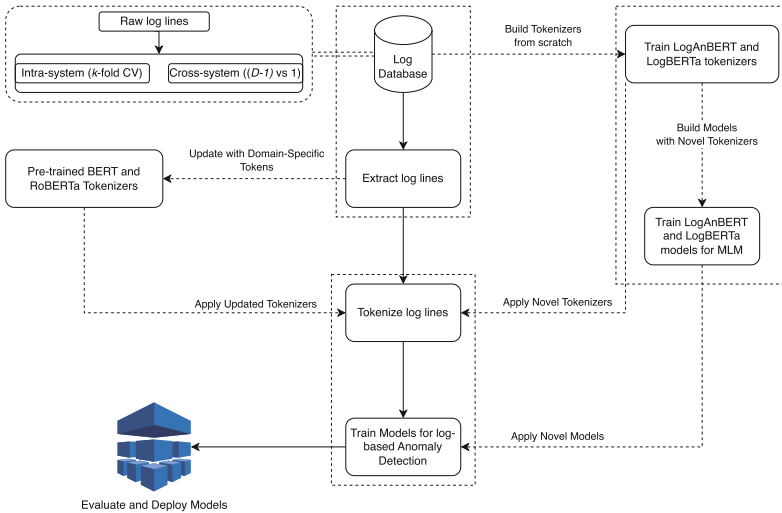 Raw log lines
Intra-system (k-fold CV)
Cross-system ((D-1) vs 1)
Log
Database
Build Tokenizers
from scratch
Train LogAnBERT and
LogBERTa tokenizers
Build Models
with Novel Tokenizers
Update with Domain-Specific
Tokens
Pre-trained BERT and
RoBERTa Tokenizers
Extract log lines
Train LogAnBERT
and LogBERTa
models for MLM
Apply Updated Tokenizers
Tokenize log lines
Apply Novel Tokenizers
Train Models for log-
based Anomaly
Detection
Apply Novel Models
Evaluate and Deploy Models